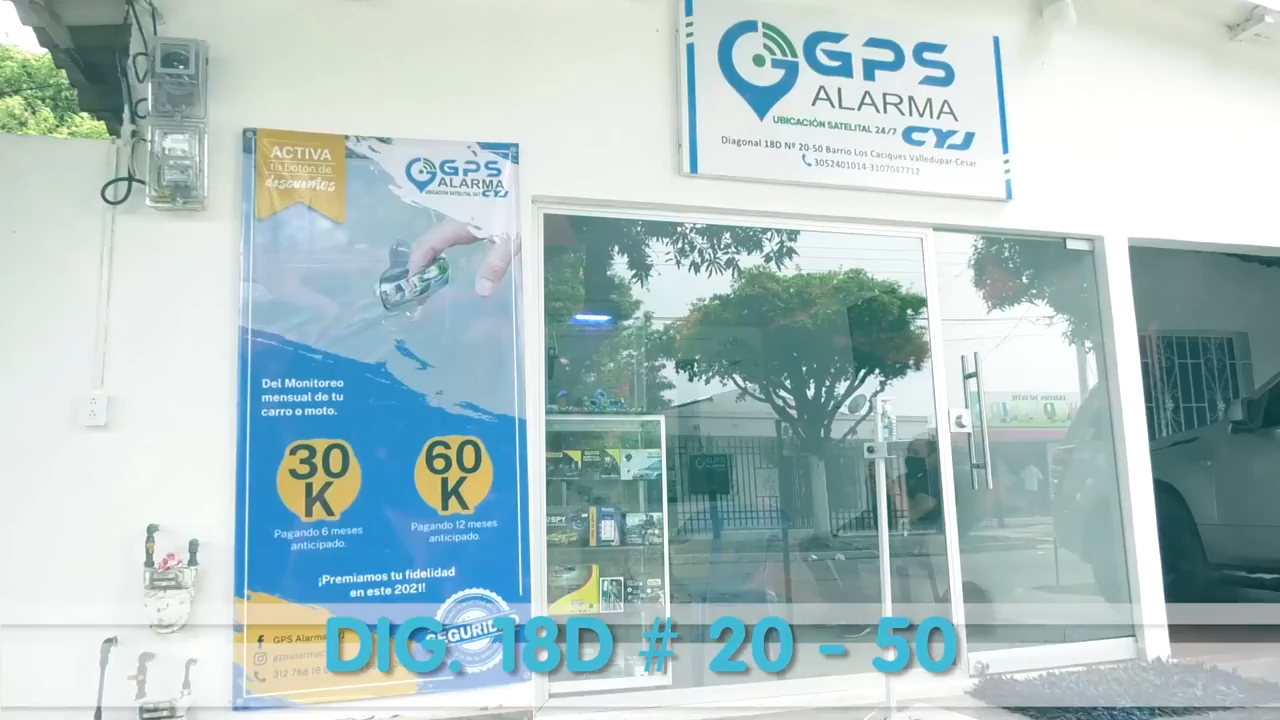 GPS
ALARMA
UBICACIÓN SATELITAL 24/7
CYJ
Diagonal 18D Nº 20-50 Barrio Los Caciques Valledupar-Cesar
3052401014-3107047712
ACTIVA
tu botón de
descuentos
GPS
ALARMA
UBICACIÓN SATELITAL 24/7
CYJ
Del Monitoreo
mensual de tu
carro o moto.
30
K
Pagando 6 meses
anticipado.
60
K
Pagando 12 meses
anticipado.
¡Premiamos tu fidelidad
en este 2021!
GPS Alarma
312 788 16
GPS
DIG. 18D # 20 - 50